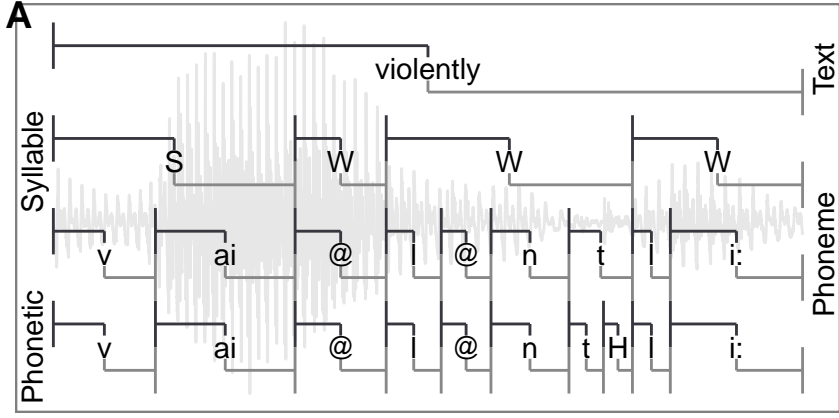 A
violently
Text
Syllable
S W W W
v ai @ l @ n t l i:
Phoneme
Phonetic
v ai @ l @ n t H l i: